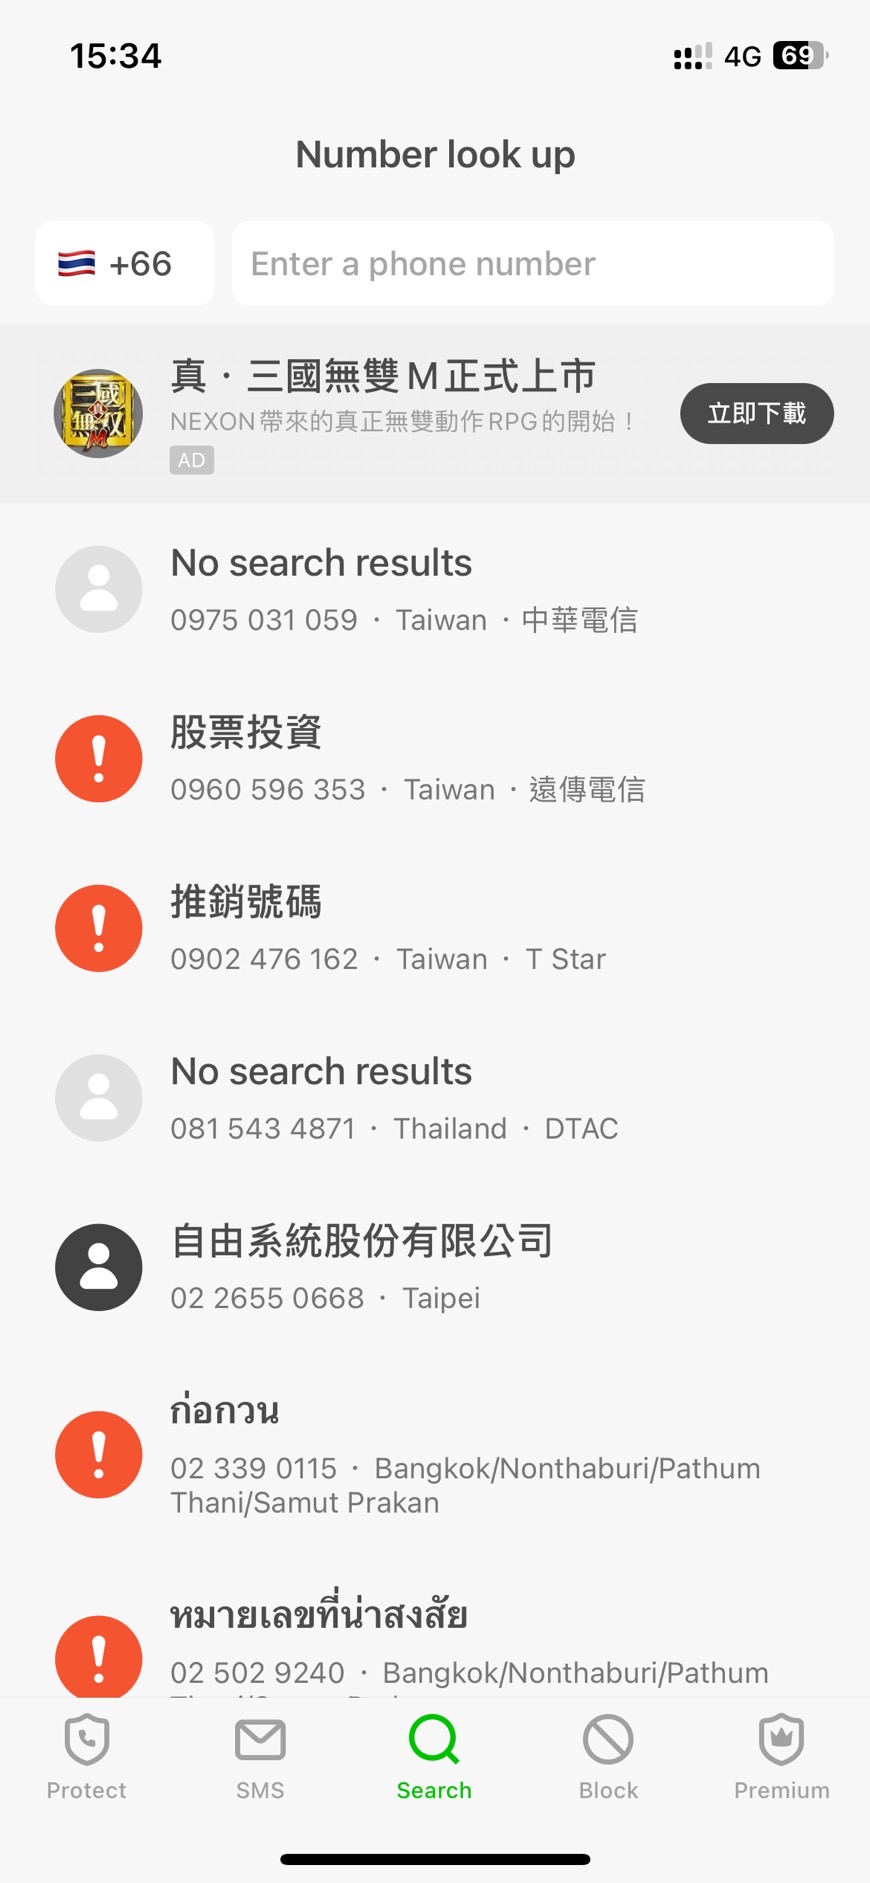 15:34
4G 69
Number look up
+66
Enter a phone number
真・三國無雙M正式上市
NEXON帶來的真正無雙動作RPG的開始！
AD
立即下載
No search results
0975 031 059 · Taiwan · 中華電信
股票投資
0960 596 353 · Taiwan · 遠傳電信
推銷號碼
0902 476 162 · Taiwan · T Star
No search results
081 543 4871 · Thailand · DTAC
自由系統股份有限公司
02 2655 0668 · Taipei
ก่อกวน
02 339 0115 · Bangkok/Nonthaburi/Pathum
Thani/Samut Prakan
หมายเลขที่น่าสงสัย
02 502 9240 · Bangkok/Nonthaburi/Pathum
Protect
SMS
Search
Block
Premium